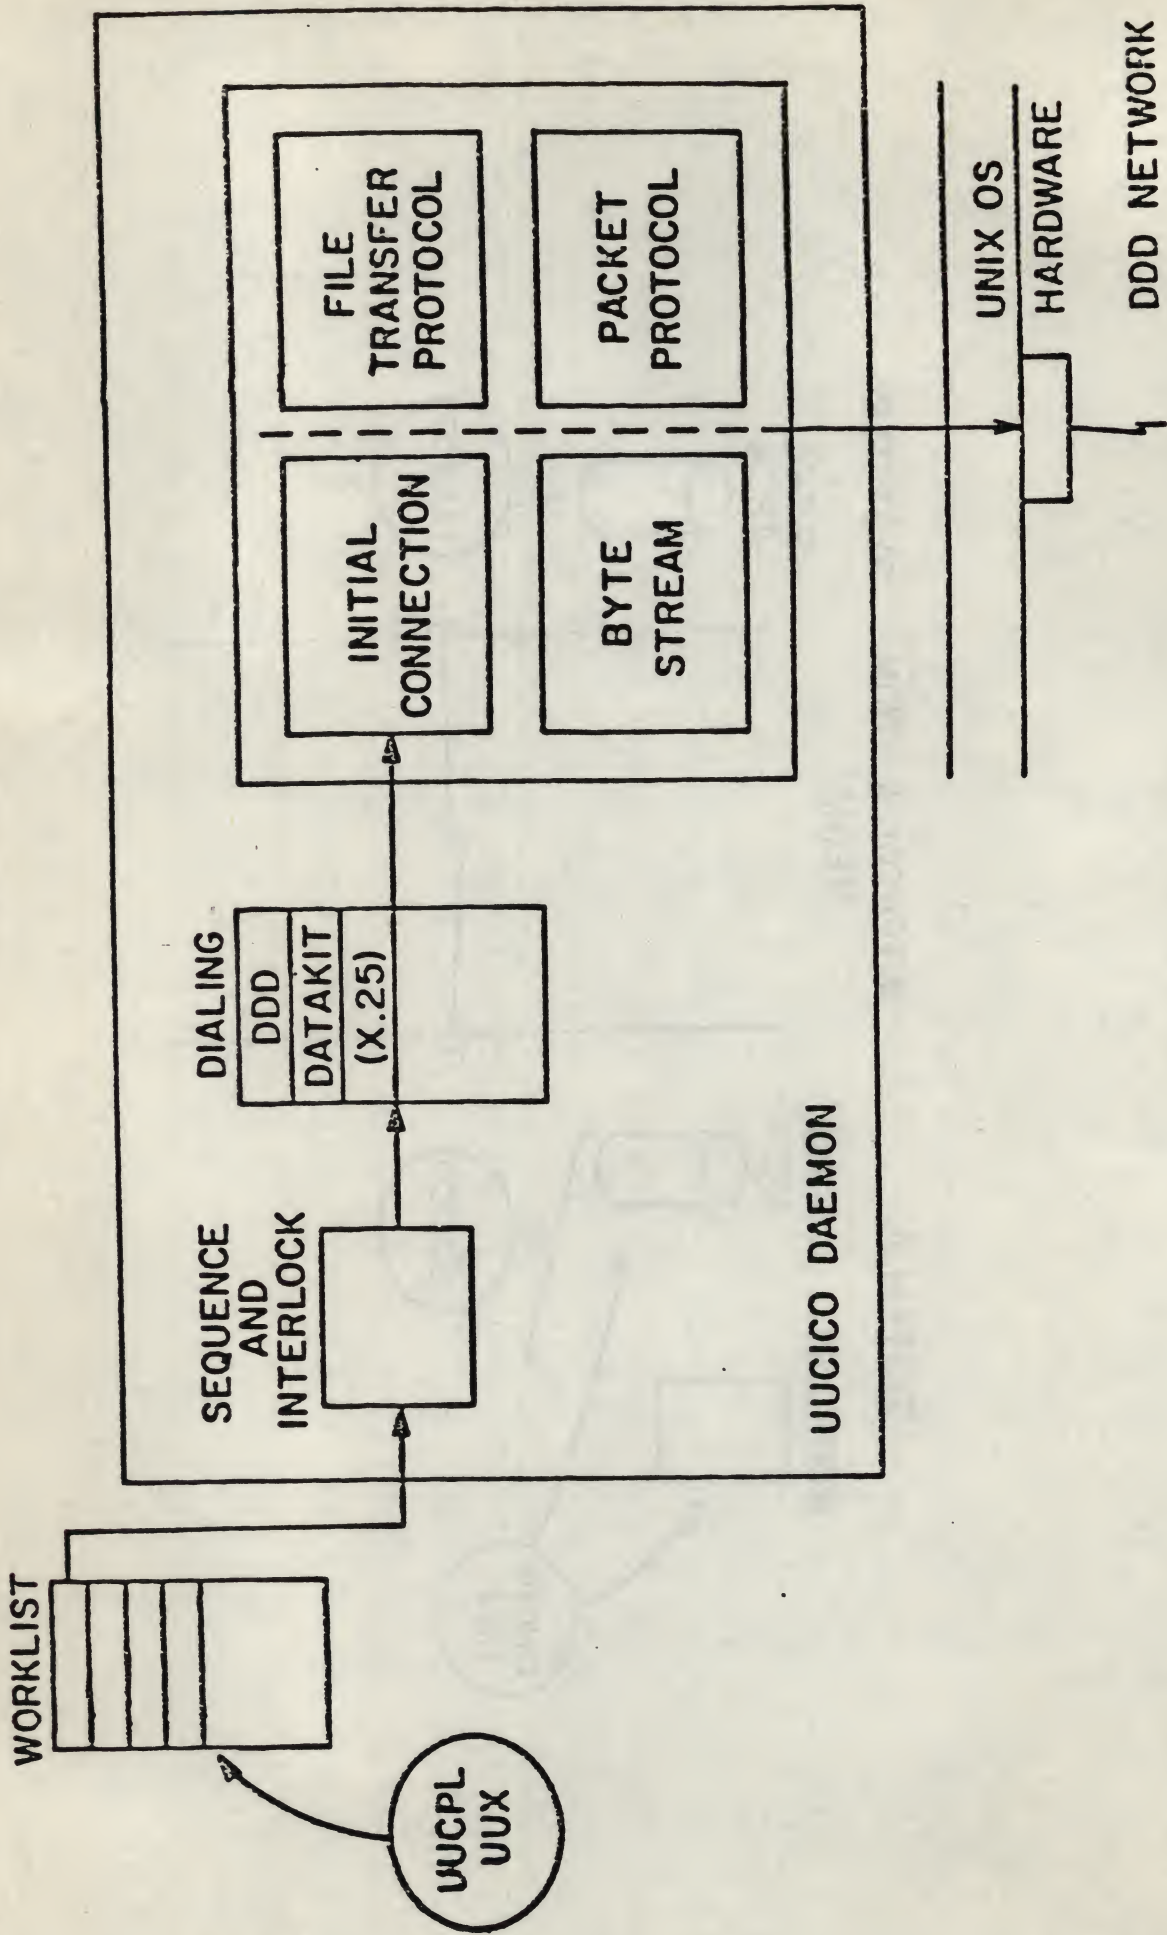 WORKLIST
UUCPL
UUX
SEQUENCE
AND
INTERLOCK
DIALING
DDD
DATAKIT
(X.25)
INITIAL
CONNECTION
FILE
TRANSFER
PROTOCOL
BYTE
STREAM
PACKET
PROTOCOL
UUCICO DAEMON
UNIX OS
HARDWARE
DDD NETWORK